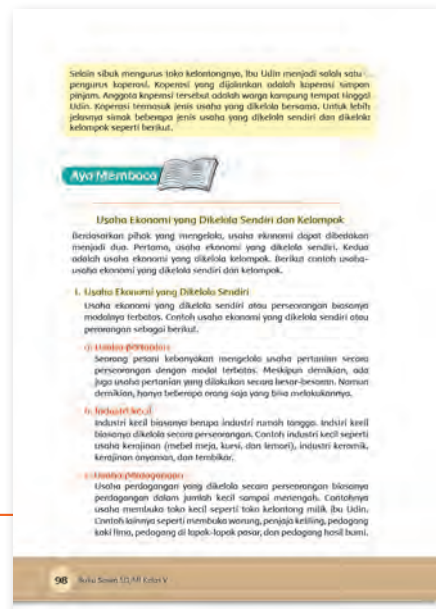 Selain sibuk mengurus toko kelontongnya, Ibu Udin menjadi salah satu
pengurus koperasi. Koperasi yang dijalankan adalah koperasi simpan
pinjam. Anggota koperasi tersebut adalah warga kampung tempat tinggal
Udin. Koperasi termasuk jenis usaha yang dikelola bersama. Untuk lebih
jelasnya simak beberapa jenis usaha yang dikelola sendiri dan dikelola
kelompok seperti berikut.
Ayo Membaca
Usaha Ekonomi yang Dikelola Sendiri dan Kelompok
Berdasarkan pihak yang mengelola, usaha ekonomi dapat dibedakan
menjadi dua. Pertama, usaha ekonomi yang dikelola sendiri. Kedua
adalah usaha ekonomi yang dikelola kelompok. Berikut contoh usaha-
usaha ekonomi yang dikelola sendiri dan kelompok.
1. Usaha Ekonomi yang Dikelola Sendiri
Usaha ekonomi yang dikelola sendiri atau perseorangan biasanya
modalnya terbatas. Contoh usaha ekonomi yang dikelola sendiri atau
perorangan sebagai berikut.
a. Usaha pertanian
Seorang petani kebanyakan mengelola usaha pertanian secara
perseorangan dengan modal terbatas. Meskipun demikian, ada
juga usaha pertanian yang dilakukan secara besar-besaran. Namun
demikian, hanya beberapa orang saja yang bisa melakukannya.
b. Industri kecil
Industri kecil biasanya berupa industri rumah tangga. Indsiri kecil
biasanya dikelola secara perseorangan. Contoh industri kecil seperti
usaha kerajinan (mebel meja, kursi, dan lemari), industri keramik,
kerajinan anyaman, dan tembikar.
c. Usaha Perdagangan
Usaha perdagangan yang dikelola secara perseorangan biasanya
perdagangan dalam jumlah kecil sampai menengah. Contohnya
usaha membuka toko kecil seperti toko kelontong milik Ibu Udin.
Contoh lainnya seperti membuka warung, penjaja keliling, pedagang
kaki lima, pedagang di lapak-lapak pasar, dan pedagang hasil bumi.
98 Buku Siswa SD/MI Kelas V